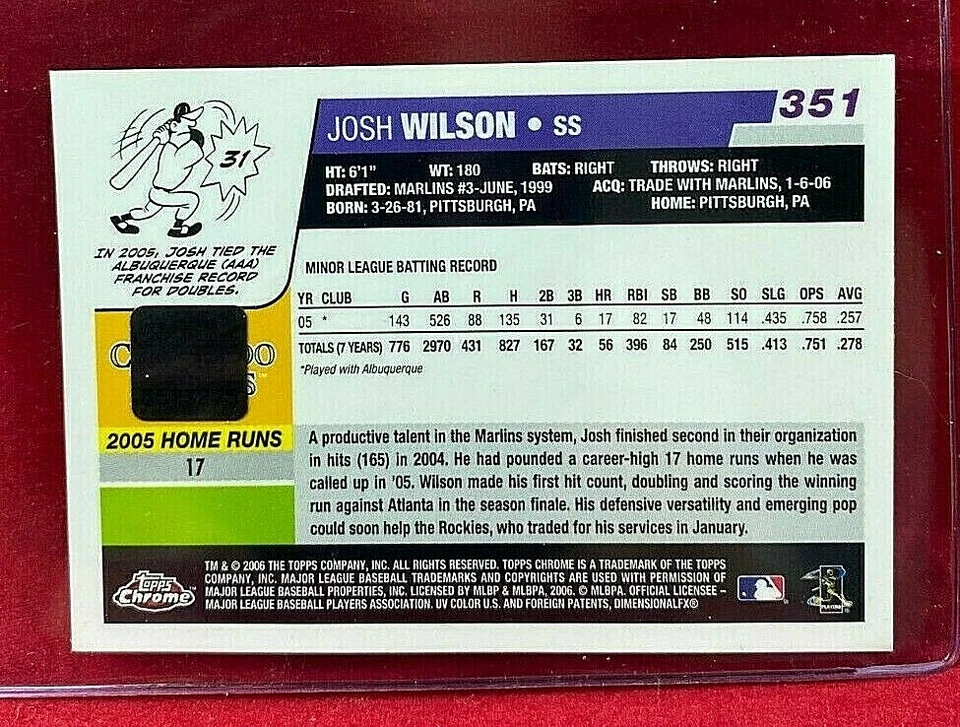 351
JOSH WILSON • SS
HT: 6'1" WT: 180 BATS: RIGHT THROWS: RIGHT
DRAFTED: MARLINS #3-JUNE, 1999 ACQ: TRADE WITH MARLINS, 1-6-06
BORN: 3-26-81, PITTSBURGH, PA HOME: PITTSBURGH, PA
31
IN 2005, JOSH TIED THE
ALBUQUERQUE (AAA)
FRANCHISE RECORD
FOR DOUBLES.
MINOR LEAGUE BATTING RECORD
YR CLUB G AB R H 2B 3B HR RBI SB BB SO SLG OPS AVG
05 * 143 526 88 135 31 6 17 82 17 48 114 .435 .758 .257
TOTALS (7 YEARS) 776 2970 431 827 167 32 56 396 84 250 515 .413 .751 .278
*Played with Albuquerque
2005 HOME RUNS
17
A productive talent in the Marlins system, Josh finished second in their organization
in hits (165) in 2004. He had pounded a career-high 17 home runs when he was
called up in '05. Wilson made his first hit count, doubling and scoring the winning
run against Atlanta in the season finale. His defensive versatility and emerging pop
could soon help the Rockies, who traded for his services in January.
Topps
Chrome
TM & © 2006 THE TOPPS COMPANY, INC. ALL RIGHTS RESERVED. TOPPS CHROME IS A TRADEMARK OF THE TOPPS
COMPANY, INC. MAJOR LEAGUE BASEBALL TRADEMARKS AND COPYRIGHTS ARE USED WITH PERMISSION OF
MAJOR LEAGUE BASEBALL PROPERTIES, INC. LICENSED BY MLBP & MLBPA, 2006. © MLBPA. OFFICIAL LICENSEE –
MAJOR LEAGUE BASEBALL PLAYERS ASSOCIATION. UV COLOR U.S. AND FOREIGN PATENTS, DIMENSIONALFX®